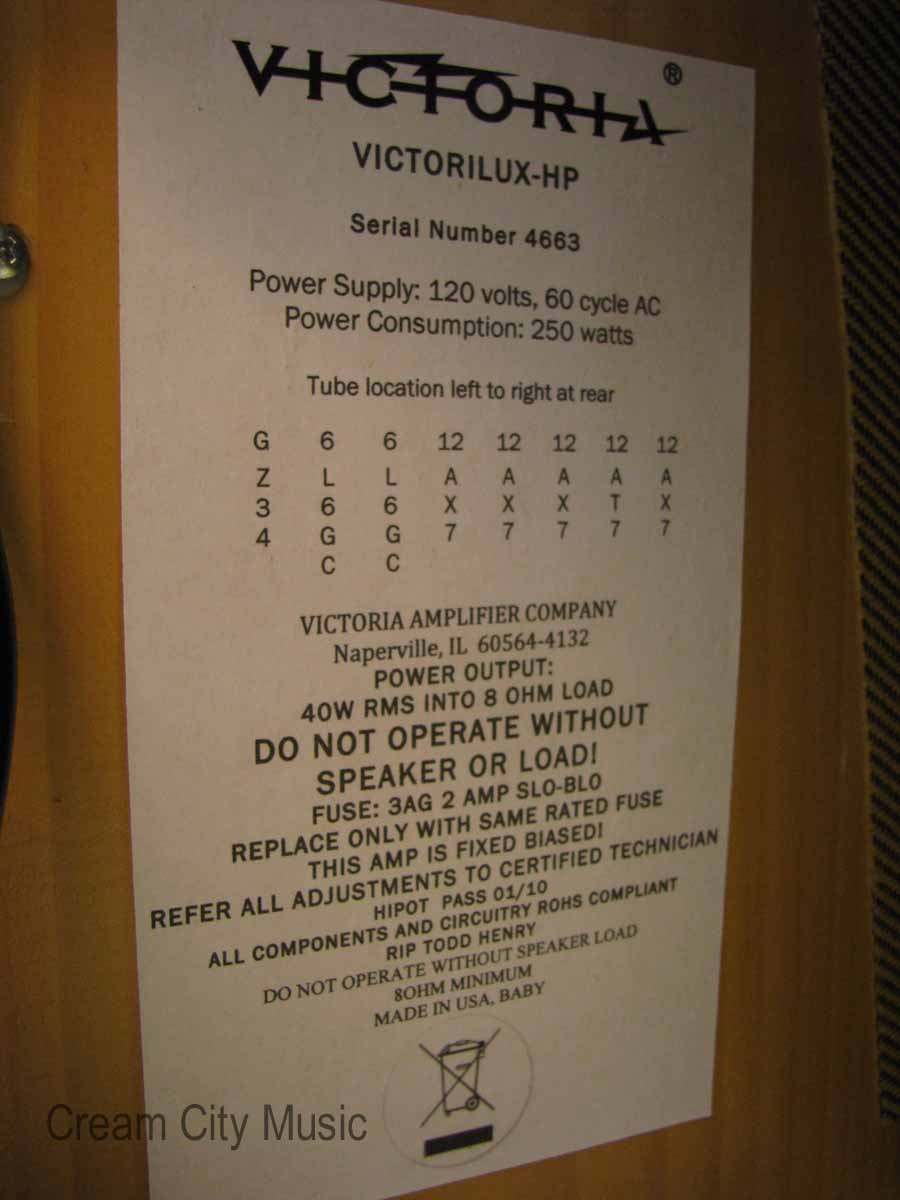 VICTORIA ®
VICTORILUX-HP
Serial Number 4663
Power Supply: 120 volts, 60 cycle AC
Power Consumption: 250 watts
Tube location left to right at rear
G 6 6 12 12 12 12 12
Z L L A A A A A
3 6 6 X X X T X
4 G G 7 7 7 7 7
C C
VICTORIA AMPLIFIER COMPANY
Naperville, IL 60564-4132
POWER OUTPUT:
40W RMS INTO 8 OHM LOAD
DO NOT OPERATE WITHOUT
SPEAKER OR LOAD!
FUSE: 3AG 2 AMP SLO-BLO
REPLACE ONLY WITH SAME RATED FUSE
THIS AMP IS FIXED BIASED!
REFER ALL ADJUSTMENTS TO CERTIFIED TECHNICIAN
HIPOT PASS 01/10
ALL COMPONENTS AND CIRCUITRY ROHS COMPLIANT
RIP TODD HENRY
DO NOT OPERATE WITHOUT SPEAKER LOAD
8OHM MINIMUM
MADE IN USA, BABY
Cream City Music